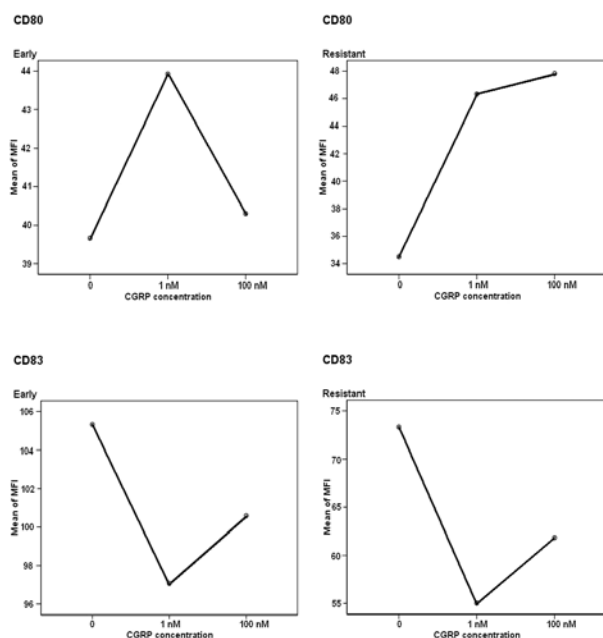 CD80
Early
Mean of MFI
44
43
42
41
40
39
0
1 nM
100 nM
CGRP concentration
CD80
Resistant
Mean of MFI
48
46
44
42
40
38
36
34
0
1 nM
100 nM
CGRP concentration
CD83
Early
Mean of MFI
106
104
102
100
98
96
0
1 nM
100 nM
CGRP concentration
CD83
Resistant
Mean of MFI
75
70
65
60
55
0
1 nM
100 nM
CGRP concentration